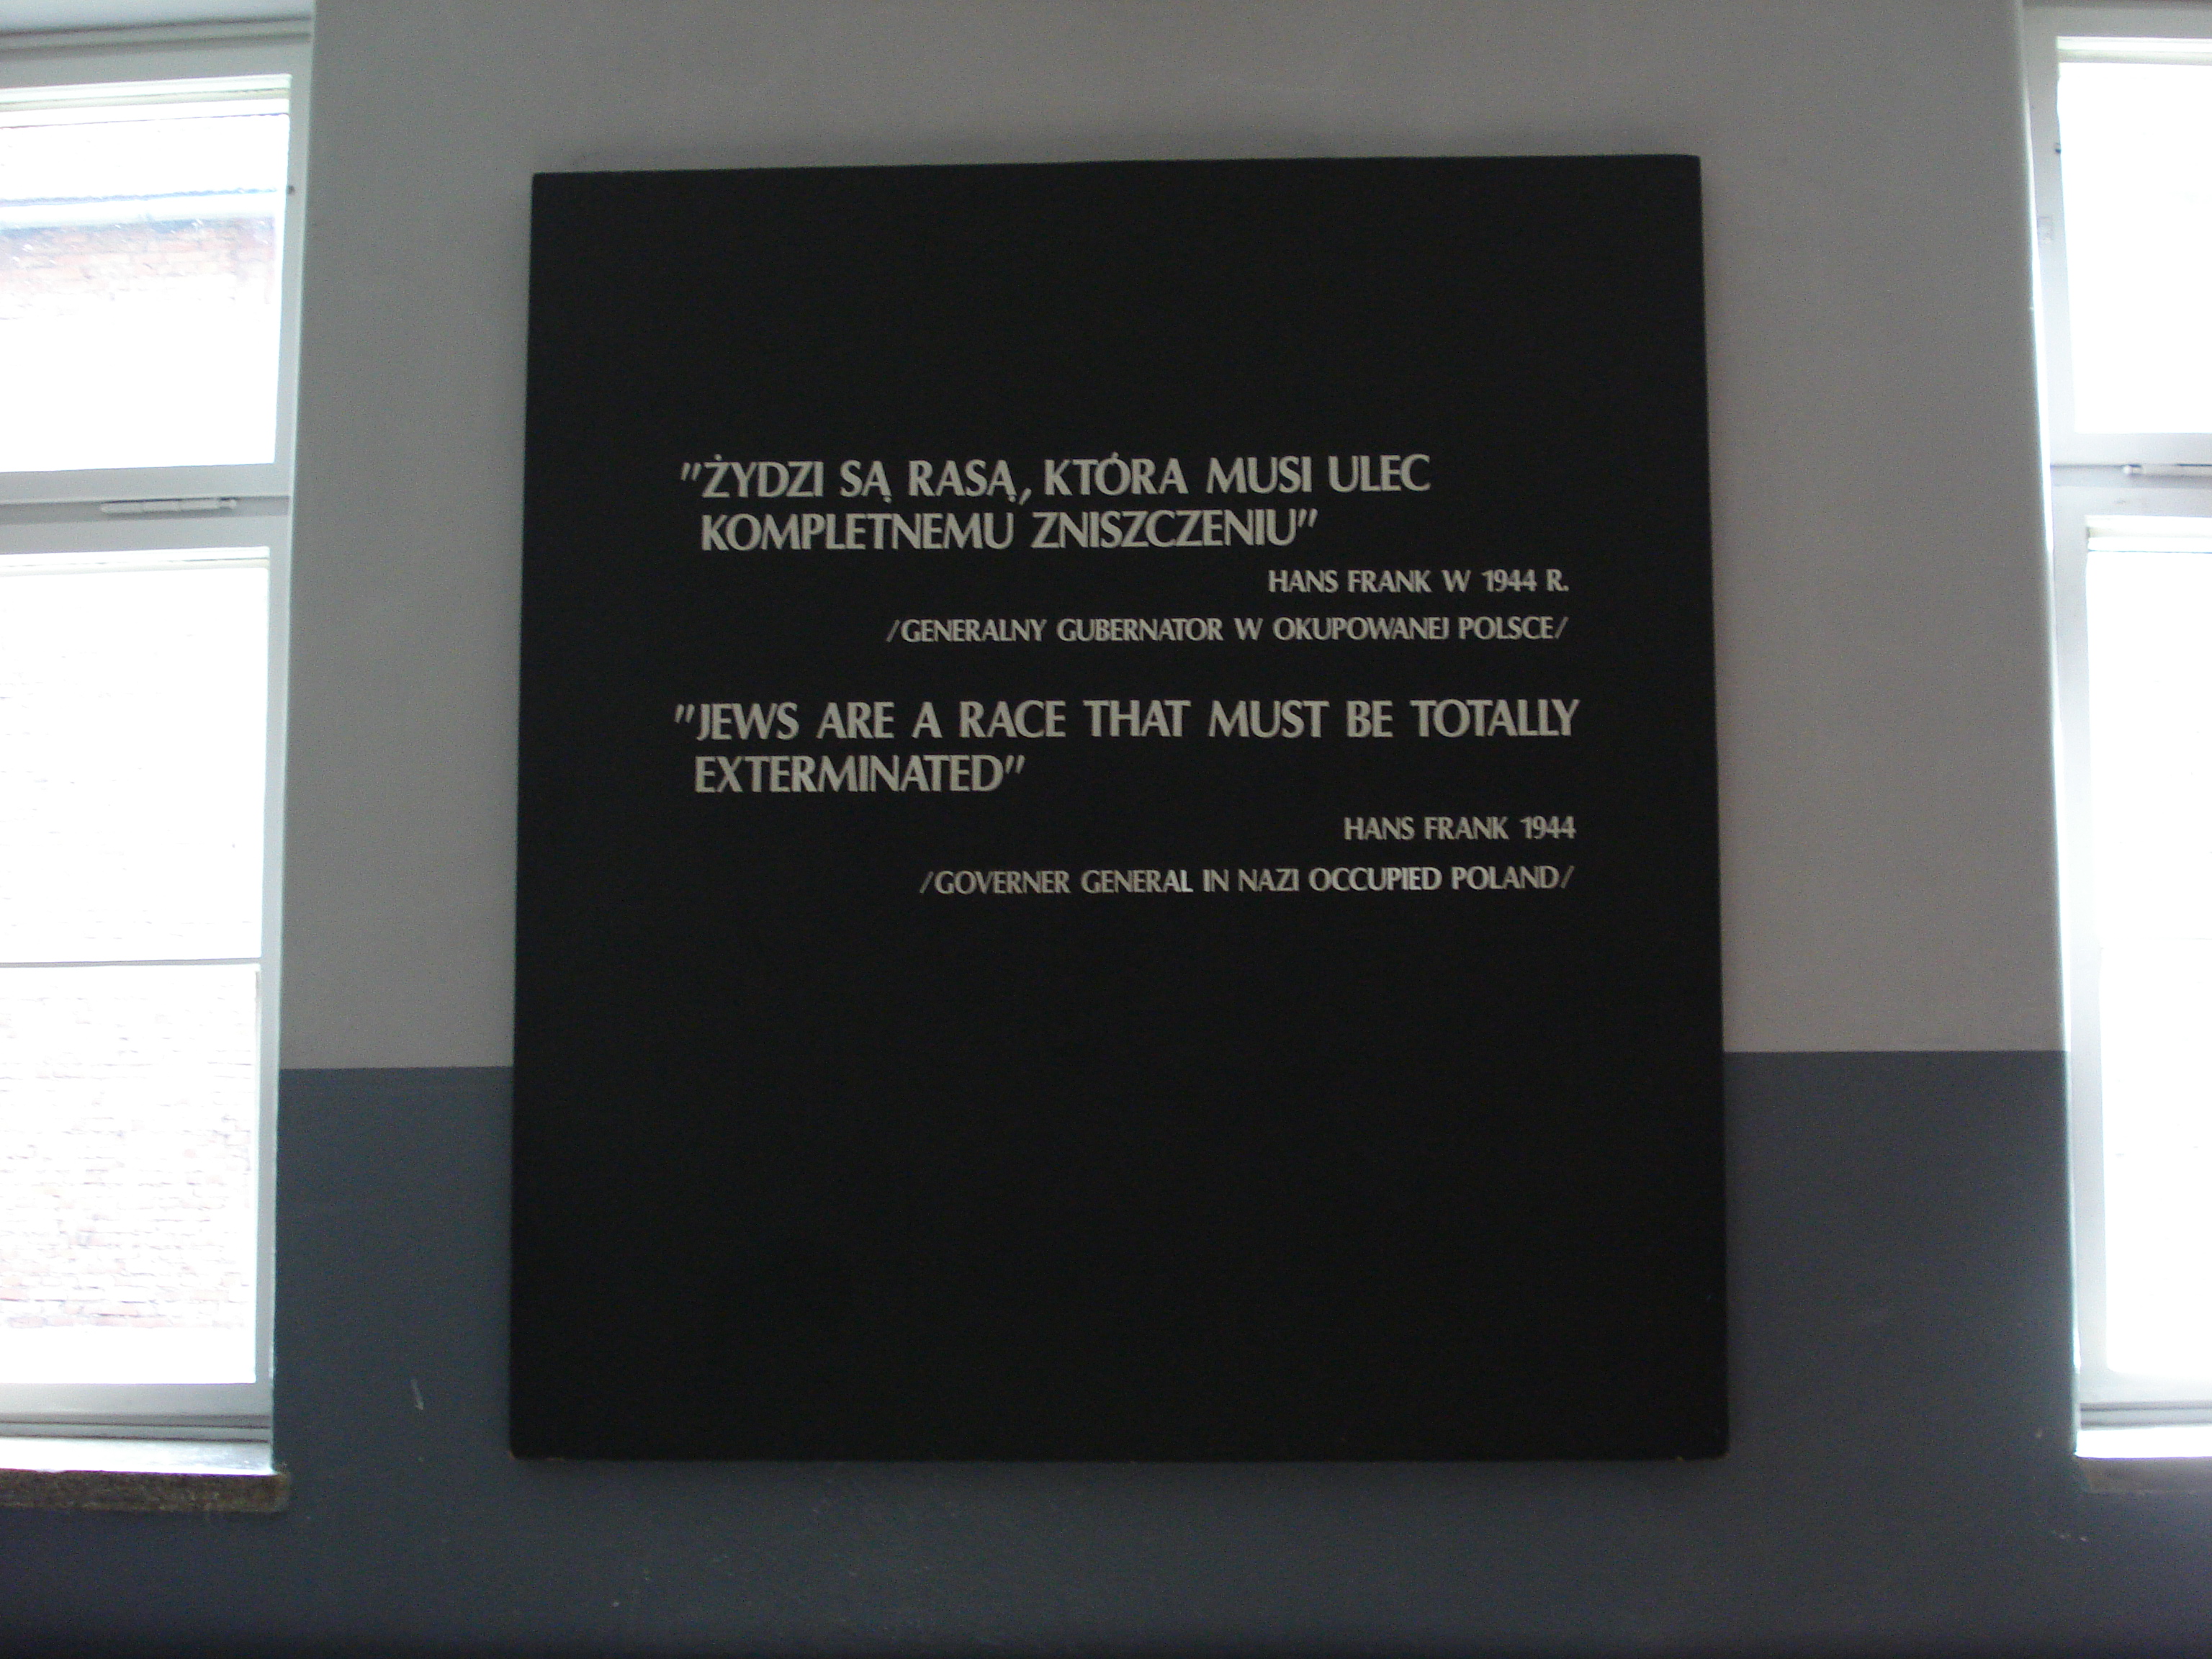 "ŻYDZI SĄ RASĄ, KTÓRA MUSI ULEC
KOMPLETNEMU ZNISZCZENIU"
HANS FRANK W 1944 R.
/GENERALNY GUBERNATOR W OKUPOWANEJ POLSCE/
"JEWS ARE A RACE THAT MUST BE TOTALLY
EXTERMINATED"
HANS FRANK 1944
/GOVERNER GENERAL IN NAZI OCCUPIED POLAND/